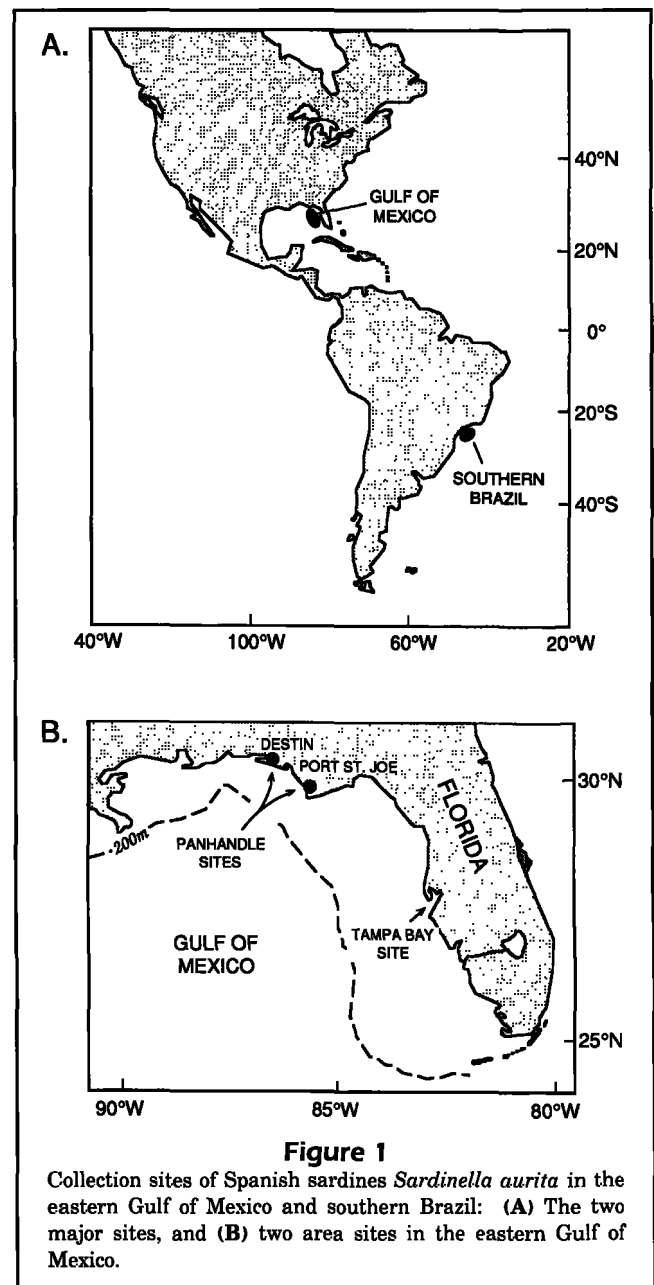 A.
GULF OF
MEXICO
40°N
20°N
0°
20°S
SOUTHERN
BRAZIL
40°S
40°W 100°W 60°W 20°W
B.
DESTIN
PORT ST. JOE
30°N
FLORIDA
200m
PANHANDLE
SITES
TAMPA BAY
SITE
GULF OF
MEXICO
25°N
90°W 85°W 80°W
Figure 1
Collection sites of Spanish sardines Sardinella aurita in the
eastern Gulf of Mexico and southern Brazil: (A) The two
major sites, and (B) two area sites in the eastern Gulf of
Mexico.